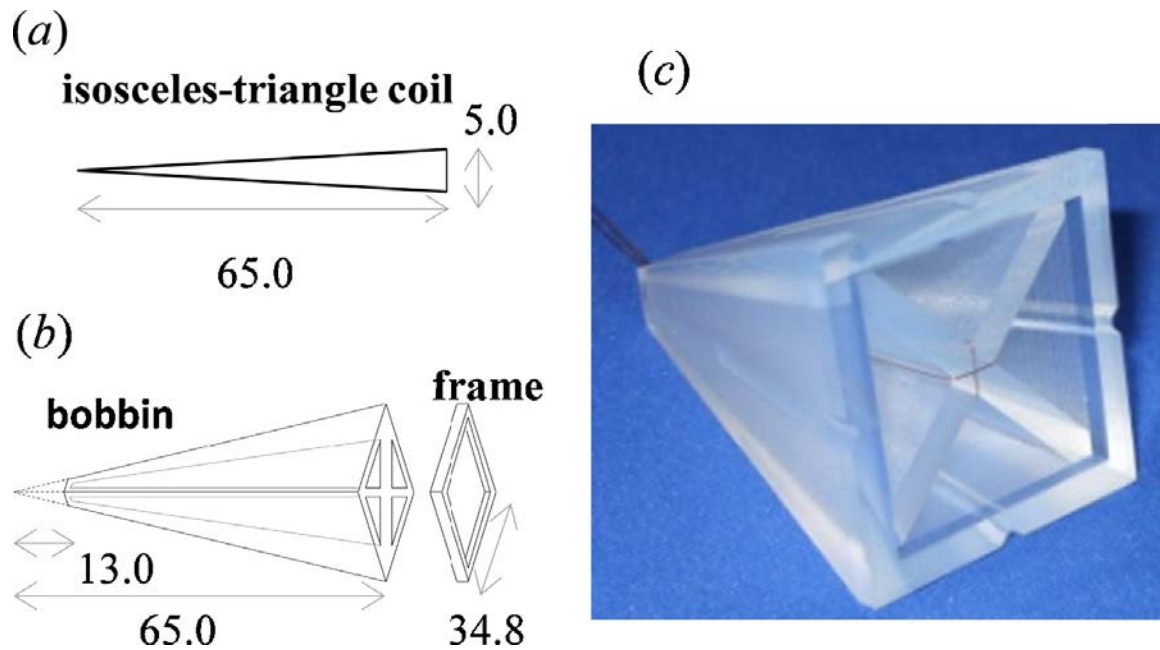 (a)
isosceles-triangle coil
5.0
65.0
(b)
bobbin
frame
13.0
65.0
34.8
(c)